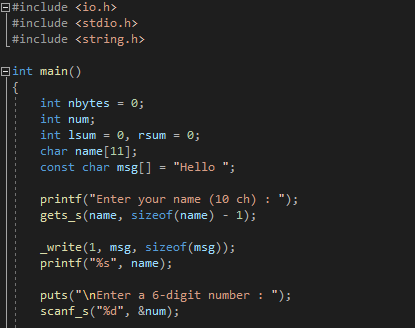 #include <io.h>
#include <stdio.h>
#include <string.h>
int main()
{
int nbytes = 0;
int num;
int lsum = 0, rsum = 0;
char name[11];
const char msg[] = "Hello ";
printf("Enter your name (10 ch) : ");
gets_s(name, sizeof(name) - 1);
_write(1, msg, sizeof(msg));
printf("%s", name);
puts("\nEnter a 6-digit number : ");
scanf_s("%d", &num);